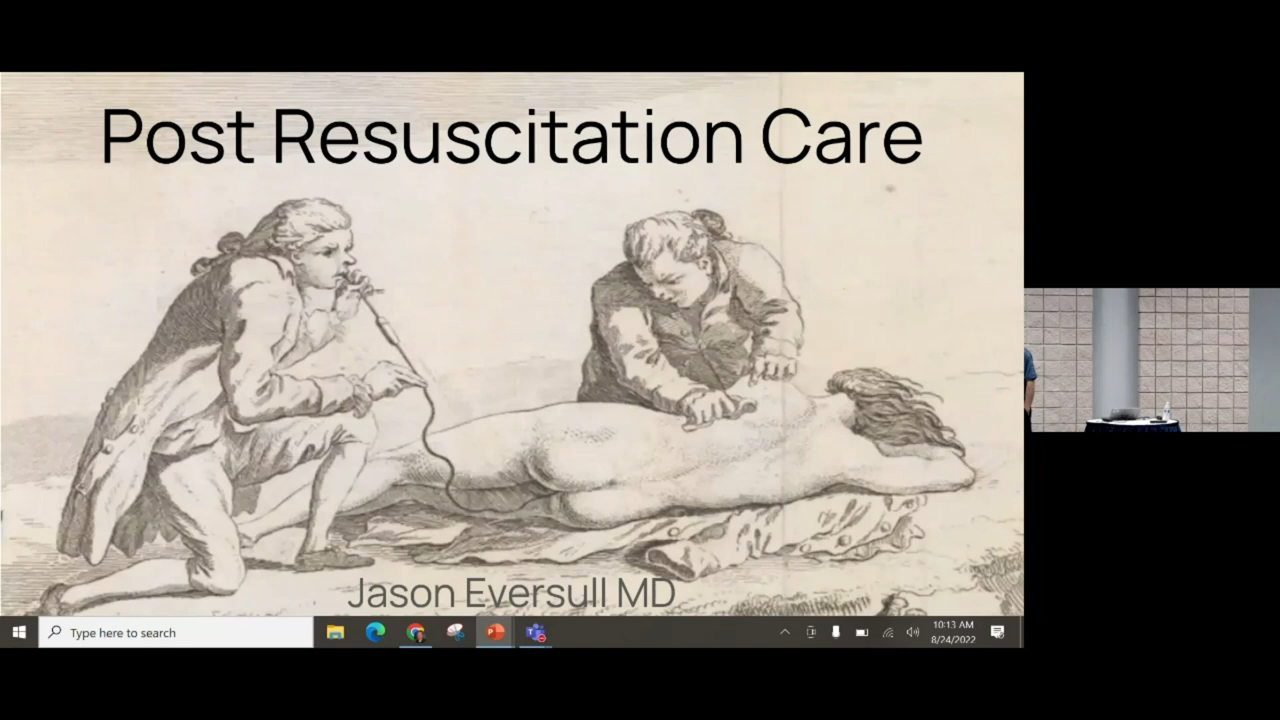 Post Resuscitation Care
Jason Eversull MD
Type here to search
10:13 AM
8/24/2022